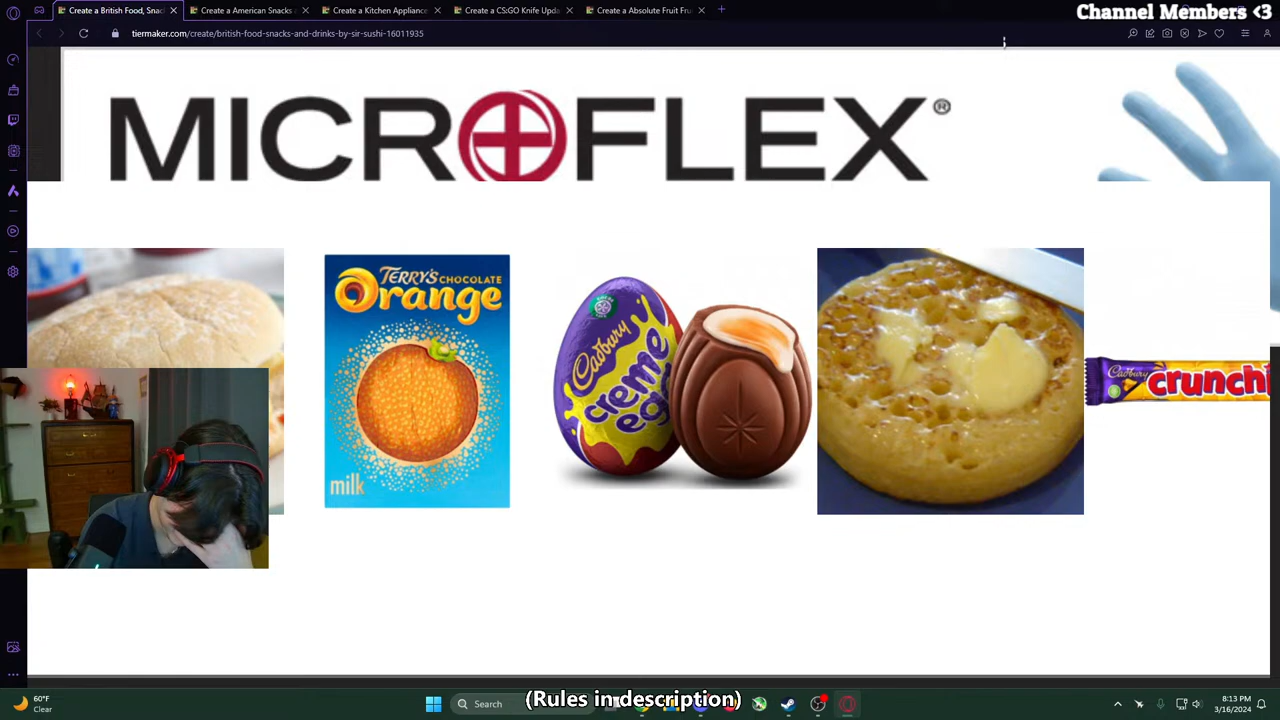 Channel Members <3
Create a British Food, Snac
Create a American Snacks a
Create a Kitchen Appliance
Create a CS:GO Knife Upda
Create a Absolute Fruit Fru
tiermaker.com/create/british-food-snacks-and-drinks-by-sir-sushi-16011935
MICROFLEX®
TERRY'S CHOCOLATE
Orange
milk
Cadbury
creme
egg
Cadbury
crunchi
60°F
Clear
Search
(Rules in description)
8:13 PM
3/16/2024